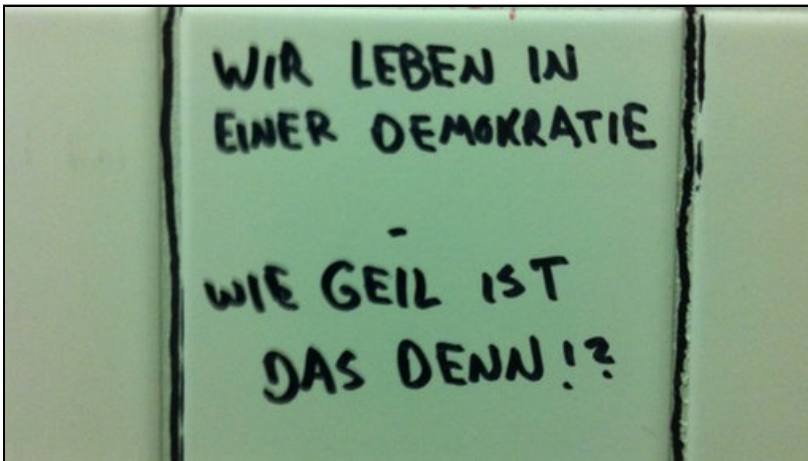 WIR LEBEN IN
EINER DEMOKRATIE
-
WIE GEIL IST
DAS DENN!?